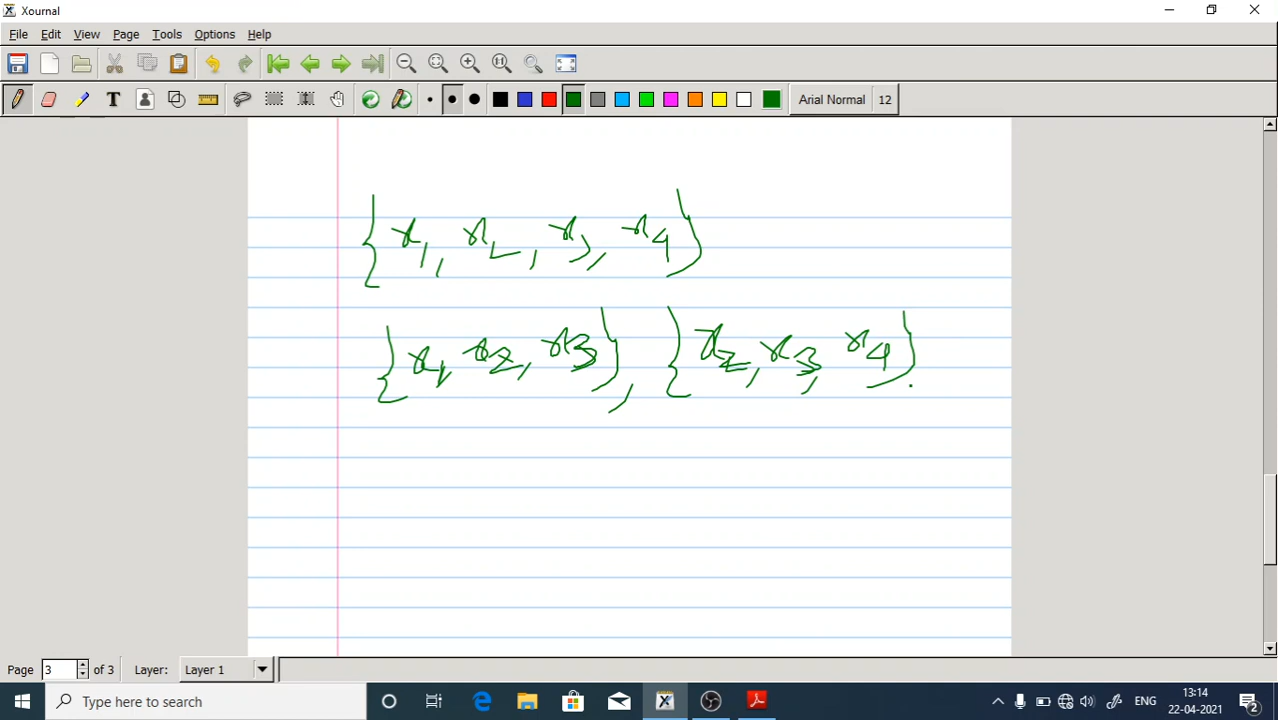 Xournal
File Edit View Page Tools Options Help
Arial Normal 12
{x1, x2, x3, x4}
{x1, x2, x3}, {x2, x3, x4}
Page 3 of 3 Layer: Layer 1
Type here to search
ENG
13:14
22-04-2021
2